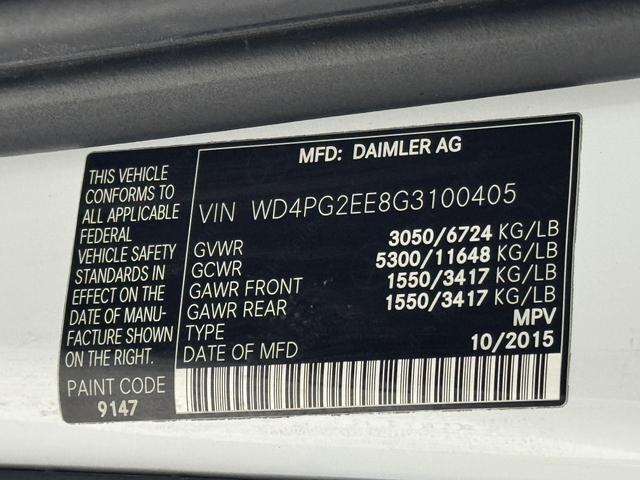 THIS VEHICLE
CONFORMS TO
ALL APPLICABLE
FEDERAL
VEHICLE SAFETY
STANDARDS IN
EFFECT ON THE
DATE OF MANU-
FACTURE SHOWN
ON THE RIGHT.
PAINT CODE
9147
MFD: DAIMLER AG
VIN WD4PG2EE8G3100405
GVWR 3050/6724 KG/LB
GCWR 5300/11648 KG/LB
GAWR FRONT 1550/3417 KG/LB
GAWR REAR 1550/3417 KG/LB
TYPE MPV
DATE OF MFD 10/2015